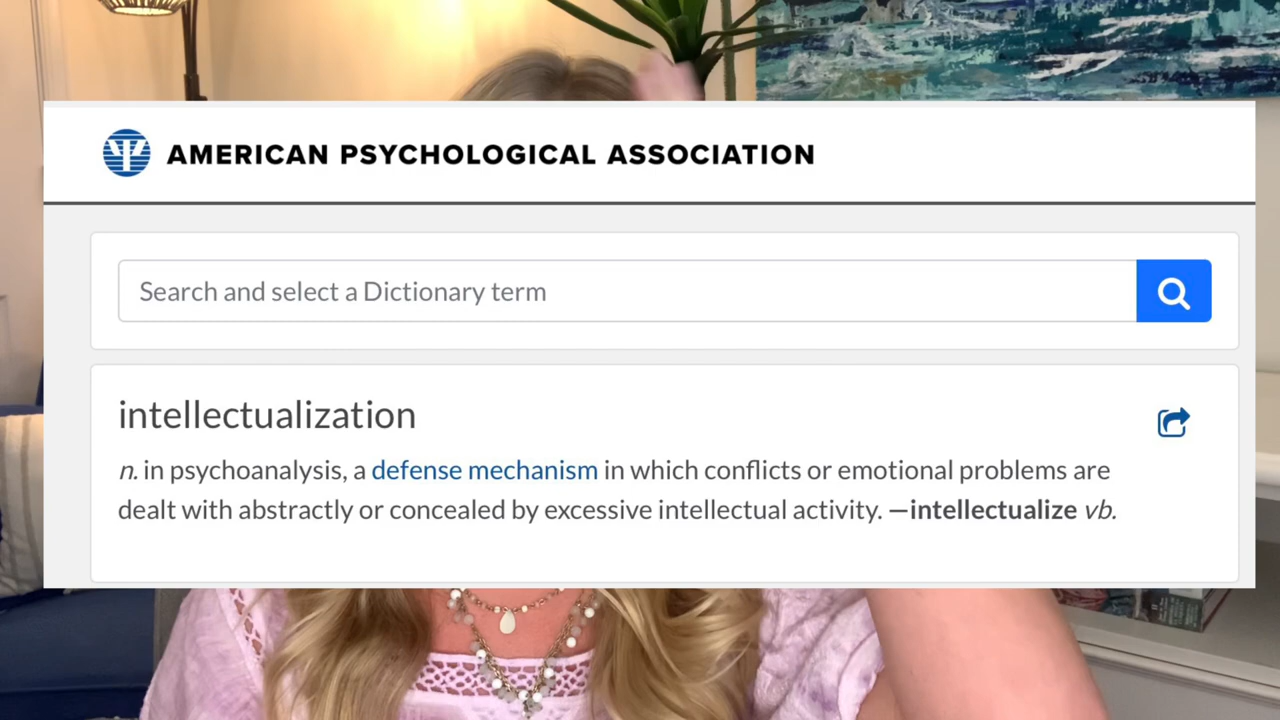 AMERICAN PSYCHOLOGICAL ASSOCIATION
Search and select a Dictionary term
intellectualization
n. in psychoanalysis, a defense mechanism in which conflicts or emotional problems are
dealt with abstractly or concealed by excessive intellectual activity. —intellectualize vb.